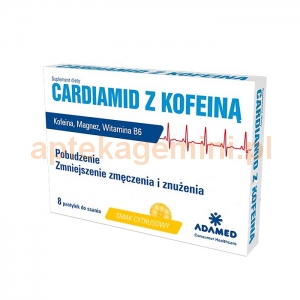 Suplement diety
CARDIAMID Z KOFEINĄ
Kofeina, Magnez, Witamina B6
aptekagemini.pl
Pobudzenie
Zmniejszenie zmęczenia i znużenia
8 pastylek do ssania
SMAK CYTRUSOWY
ADAMED
Consumer Healthcare